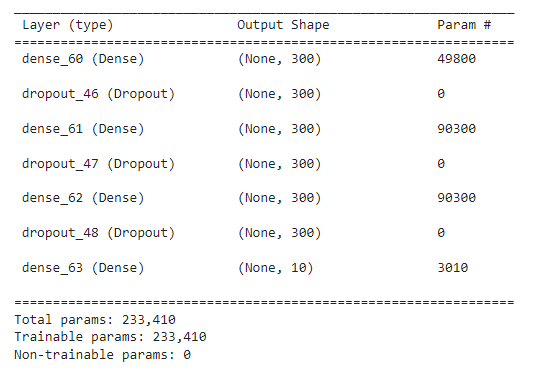 Layer (type) Output Shape Param #
dense_60 (Dense) (None, 300) 49800
dropout_46 (Dropout) (None, 300) 0
dense_61 (Dense) (None, 300) 90300
dropout_47 (Dropout) (None, 300) 0
dense_62 (Dense) (None, 300) 90300
dropout_48 (Dropout) (None, 300) 0
dense_63 (Dense) (None, 10) 3010
Total params: 233,410
Trainable params: 233,410
Non-trainable params: 0